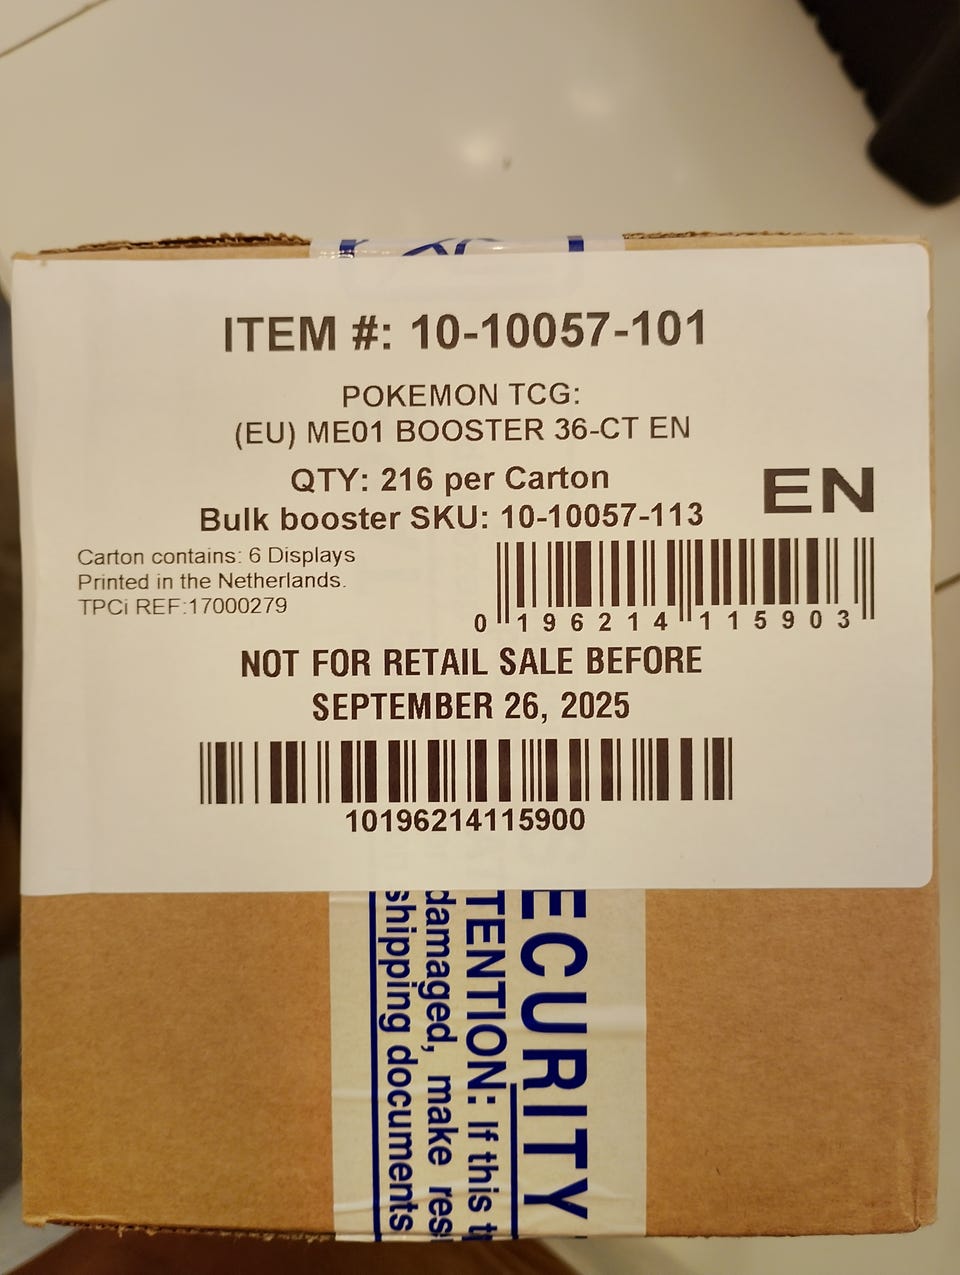 ITEM #: 10-10057-101
POKEMON TCG:
(EU) ME01 BOOSTER 36-CT EN
QTY: 216 per Carton
EN
Bulk booster SKU: 10-10057-113
Carton contains: 6 Displays
Printed in the Netherlands.
TPCi REF:17000279
0 196214 115903
NOT FOR RETAIL SALE BEFORE
SEPTEMBER 26, 2025
10196214115900
ECURITY
TENTION: If this
damaged, make
shipping documents